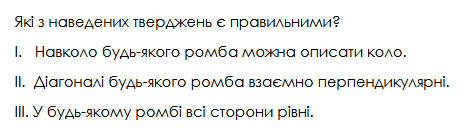 Які з наведених тверджень є правильними?
I. Навколо будь-якого ромба можна описати коло.
II. Діагоналі будь-якого ромба взаємно перпендикулярні.
III. У будь-якому ромбі всі сторони рівні.